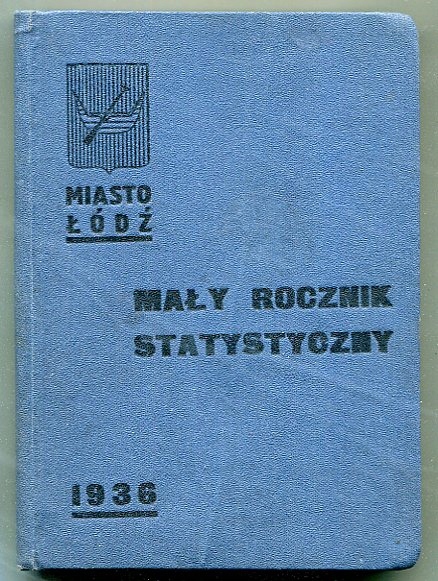 MIASTO
ŁÓDŹ
MAŁY ROCZNIK
STATYSTYCZNY
1936